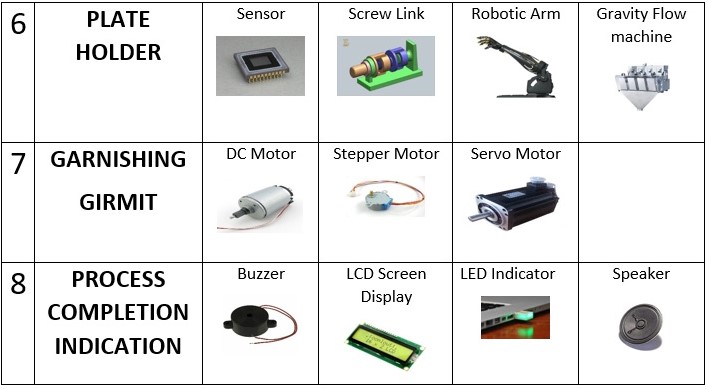 6
PLATE
HOLDER
Sensor
Screw Link
Robotic Arm
Gravity Flow
machine
7
GARNISHING
GIRMIT
DC Motor
Stepper Motor
Servo Motor
8
PROCESS
COMPLETION
INDICATION
Buzzer
LCD Screen
Display
LED Indicator
Speaker